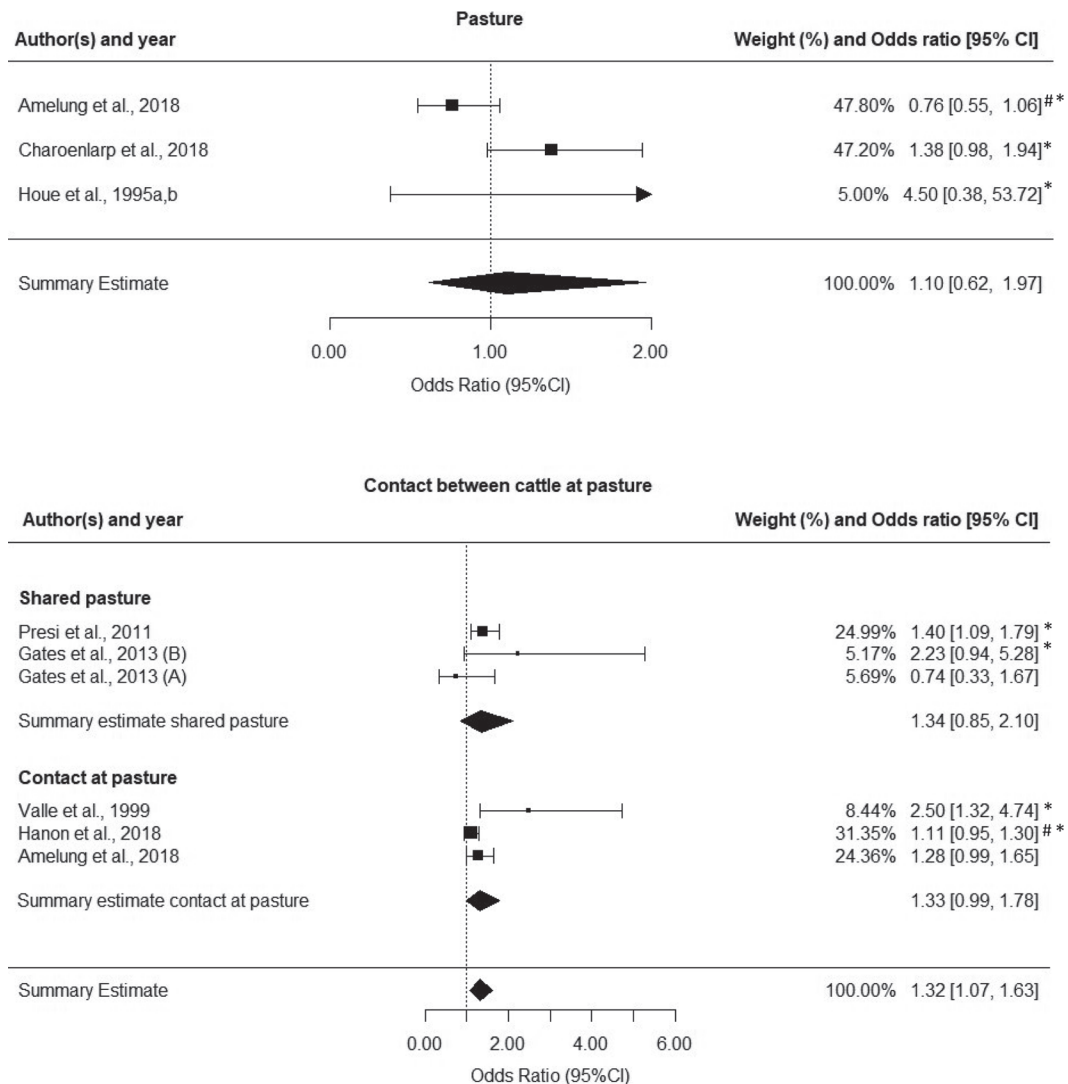 Pasture
Author(s) and year Weight (%) and Odds ratio [95% CI]
Amelung et al., 2018 47.80% 0.76 [0.55, 1.06]#*
Charoenlarp et al., 2018 47.20% 1.38 [0.98, 1.94]*
Houe et al., 1995a,b 5.00% 4.50 [0.38, 53.72]*
Summary Estimate 100.00% 1.10 [0.62, 1.97]
0.00 1.00 2.00
Odds Ratio (95%CI)
Contact between cattle at pasture
Author(s) and year Weight (%) and Odds ratio [95% CI]
Shared pasture
Presi et al., 2011 24.99% 1.40 [1.09, 1.79]*
Gates et al., 2013 (B) 5.17% 2.23 [0.94, 5.28]*
Gates et al., 2013 (A) 5.69% 0.74 [0.33, 1.67]
Summary estimate shared pasture 1.34 [0.85, 2.10]
Contact at pasture
Valle et al., 1999 8.44% 2.50 [1.32, 4.74]*
Hanon et al., 2018 31.35% 1.11 [0.95, 1.30]#*
Amelung et al., 2018 24.36% 1.28 [0.99, 1.65]
Summary estimate contact at pasture 1.33 [0.99, 1.78]
Summary Estimate 100.00% 1.32 [1.07, 1.63]
0.00 2.00 4.00 6.00
Odds Ratio (95%CI)